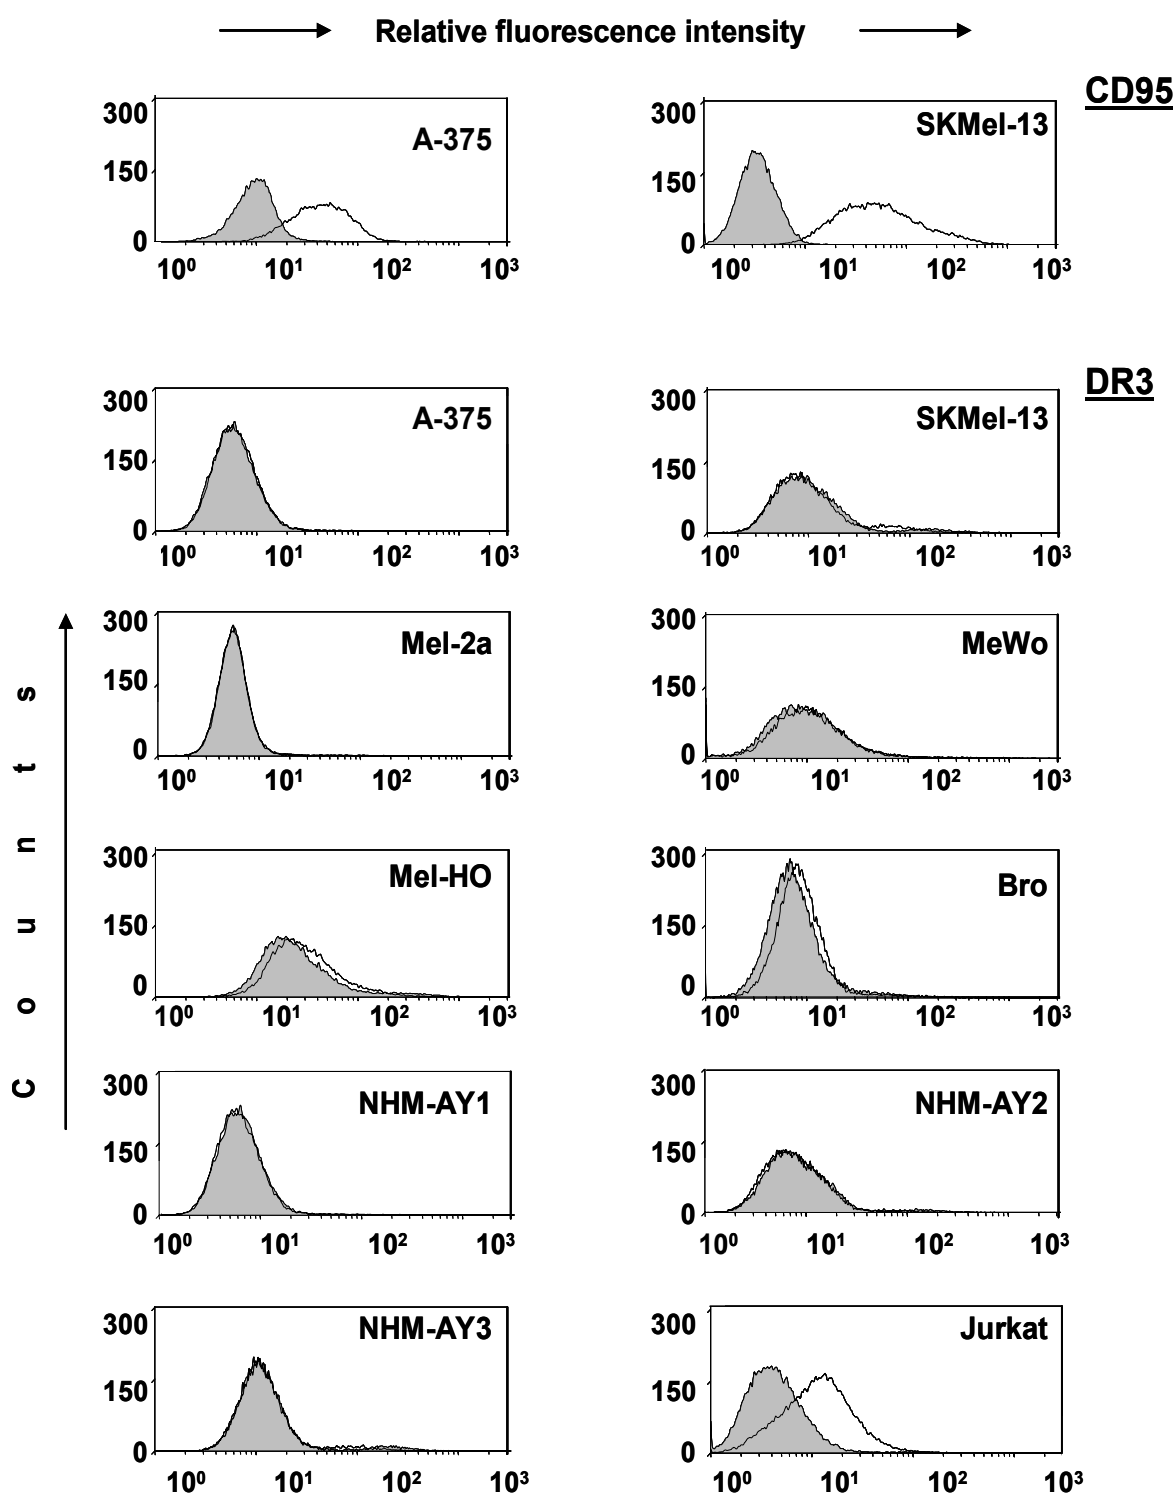 Relative fluorescence intensity
CD95
300 A-375
150
0
10⁰ 10¹ 10² 10³
300 SKMel-13
150
0
10⁰ 10¹ 10² 10³
DR3
300 A-375
150
0
10⁰ 10¹ 10² 10³
300 SKMel-13
150
0
10⁰ 10¹ 10² 10³
Counts
300 Mel-2a
150
0
10⁰ 10¹ 10² 10³
300 MeWo
150
0
10⁰ 10¹ 10² 10³
300 Mel-HO
150
0
10⁰ 10¹ 10² 10³
300 Bro
150
0
10⁰ 10¹ 10² 10³
300 NHM-AY1
150
0
10⁰ 10¹ 10² 10³
300 NHM-AY2
150
0
10⁰ 10¹ 10² 10³
300 NHM-AY3
150
0
10⁰ 10¹ 10² 10³
300 Jurkat
150
0
10⁰ 10¹ 10² 10³